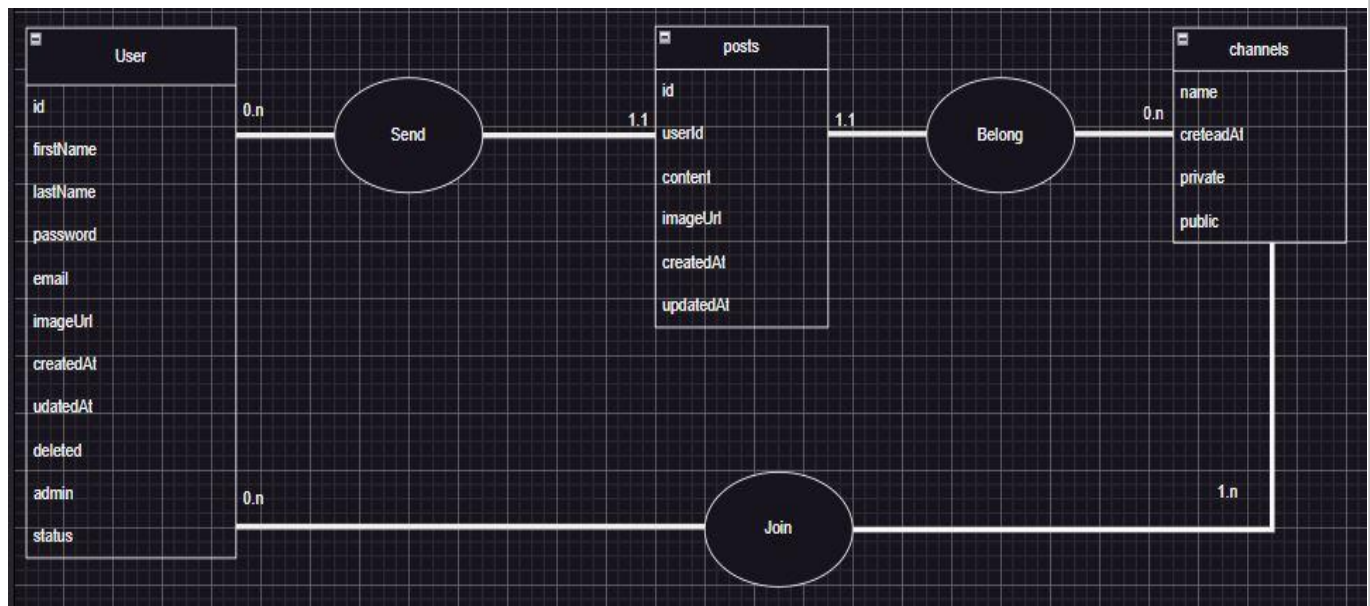 User
id
firstName
lastName
password
email
imageUrl
createdAt
udatedAt
deleted
admin
status
0.n
Send
1.1
posts
id
userId
content
imageUrl
createdAt
updatedAt
1.1
Belong
0.n
channels
name
creteadAt
private
public
0.n
Join
1.n